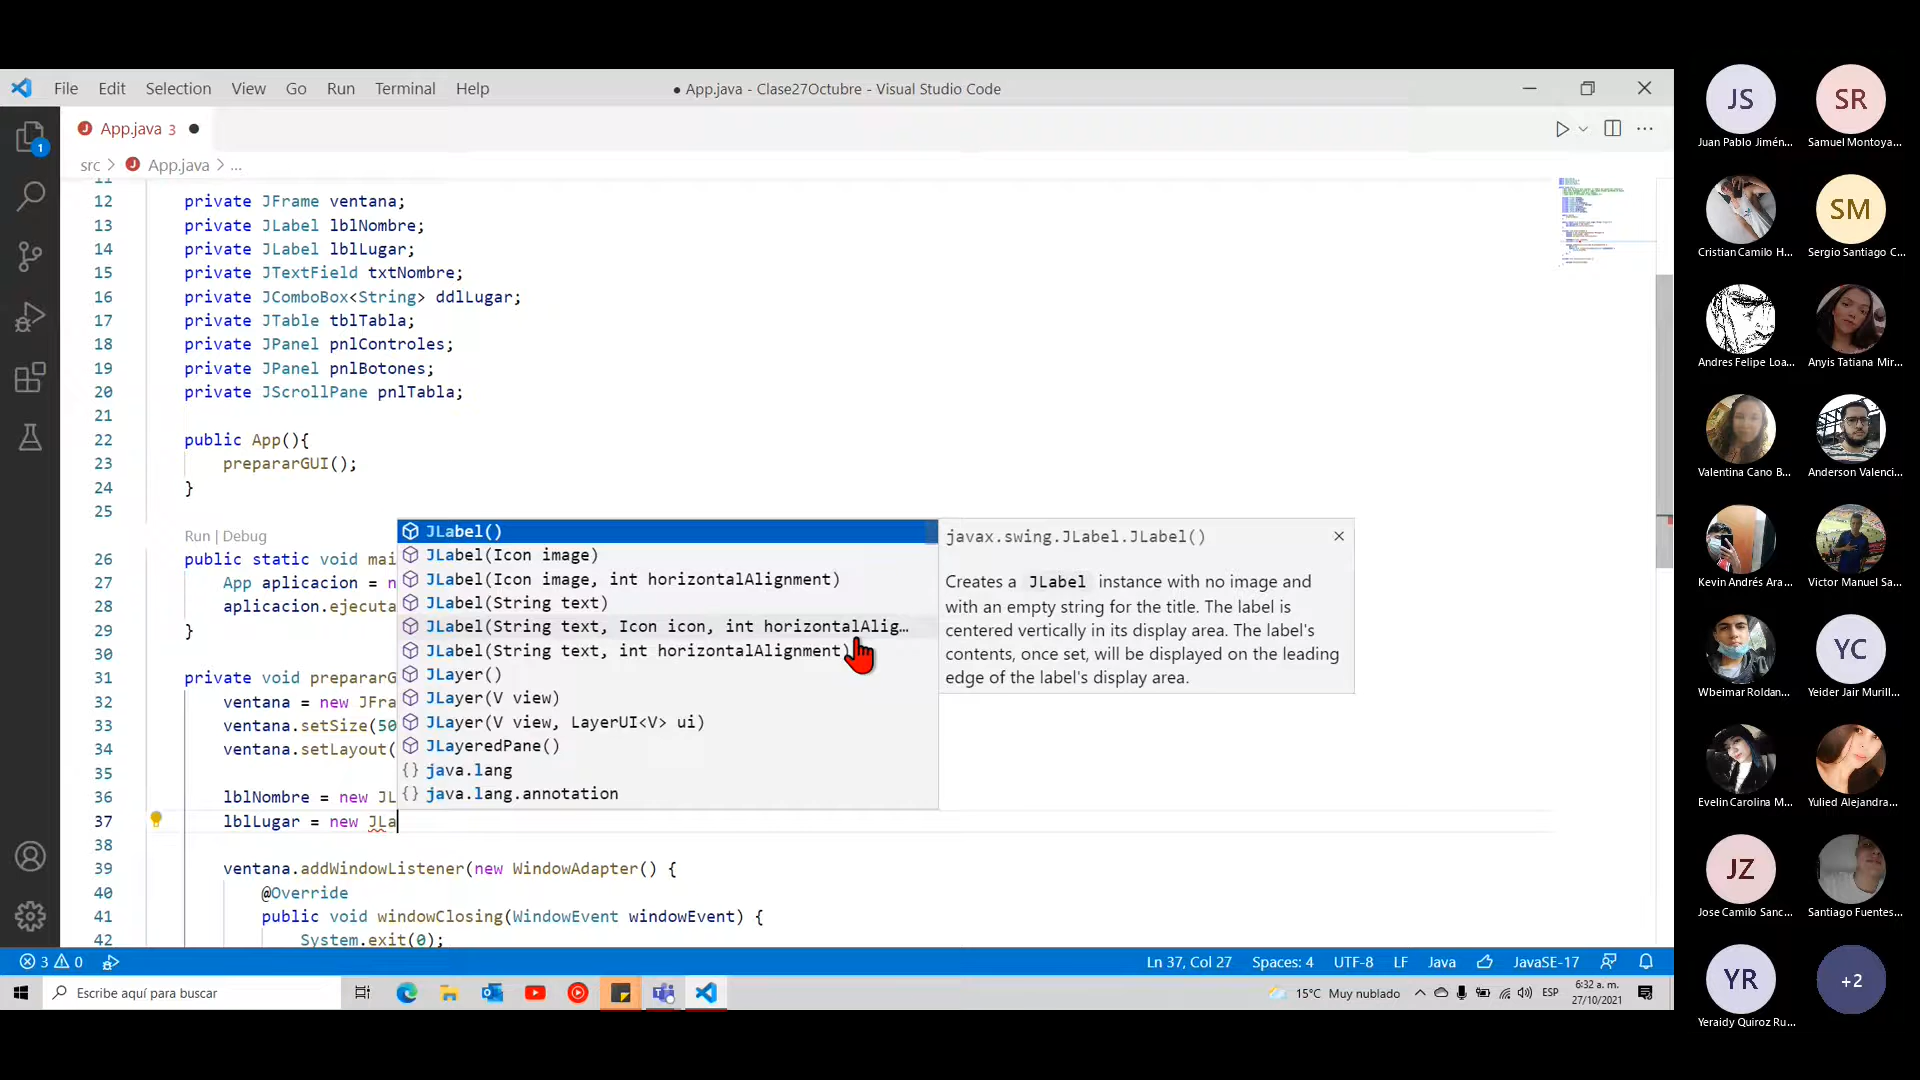 File Edit Selection View Go Run Terminal Help
● App.java - Clase27Octubre - Visual Studio Code
App.java 3 ●
src > App.java > ...
12 private JFrame ventana;
13 private JLabel lblNombre;
14 private JLabel lblLugar;
15 private JTextField txtNombre;
16 private JComboBox<String> ddlLugar;
17 private JTable tblTabla;
18 private JPanel pnlControles;
19 private JPanel pnlBotones;
20 private JScrollPane pnlTabla;
21
22 public App(){
23 prepararGUI();
24 }
25
Run | Debug
26 public static void mai
27 App aplicacion = n
28 aplicacion.ejecuta
29 }
30
31 private void prepararG
32 ventana = new JFra
33 ventana.setSize(50
34 ventana.setLayout(
35
36 lblNombre = new JL
37 lblLugar = new JLa
38
39 ventana.addWindowListener(new WindowAdapter() {
40 @Override
41 public void windowClosing(WindowEvent windowEvent) {
42 System.exit(0);
JLabel()
JLabel(Icon image)
JLabel(Icon image, int horizontalAlignment)
JLabel(String text)
JLabel(String text, Icon icon, int horizontalAlig…
JLabel(String text, int horizontalAlignment)
JLayer()
JLayer(V view)
JLayer(V view, LayerUI<V> ui)
JLayeredPane()
{} java.lang
{} java.lang.annotation
javax.swing.JLabel.JLabel()
Creates a JLabel instance with no image and
with an empty string for the title. The label is
centered vertically in its display area. The label's
contents, once set, will be displayed on the leading
edge of the label's display area.
1
3 0
Ln 37, Col 27 Spaces: 4 UTF-8 LF Java JavaSE-17
Escribe aquí para buscar
15°C Muy nublado
ESP
6:32 a. m.
27/10/2021
JS SR
Juan Pablo Jimén... Samuel Montoya...
SM
Cristian Camilo H... Sergio Santiago C...
Andres Felipe Loa... Anyis Tatiana Mir...
Valentina Cano B... Anderson Valenci...
Kevin Andrés Ara... Victor Manuel Sa...
YC
Wbeimar Roldan... Yeider Jair Murill...
Evelin Carolina M... Yulied Alejandra...
JZ
Jose Camilo Sanc... Santiago Fuentes...
YR +2
Yeraidy Quiroz Ru...